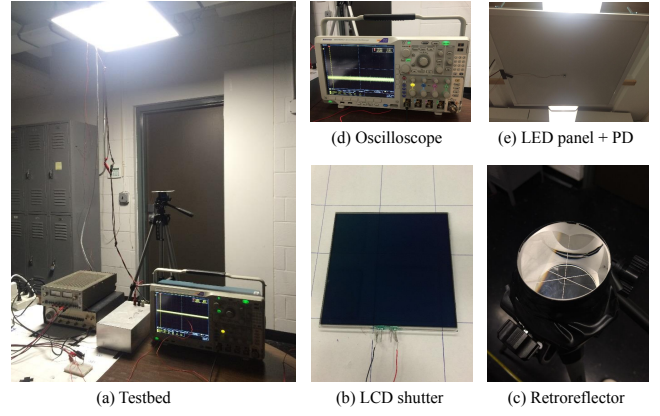 (d) Oscilloscope
(e) LED panel + PD
(a) Testbed
(b) LCD shutter
(c) Retroreflector